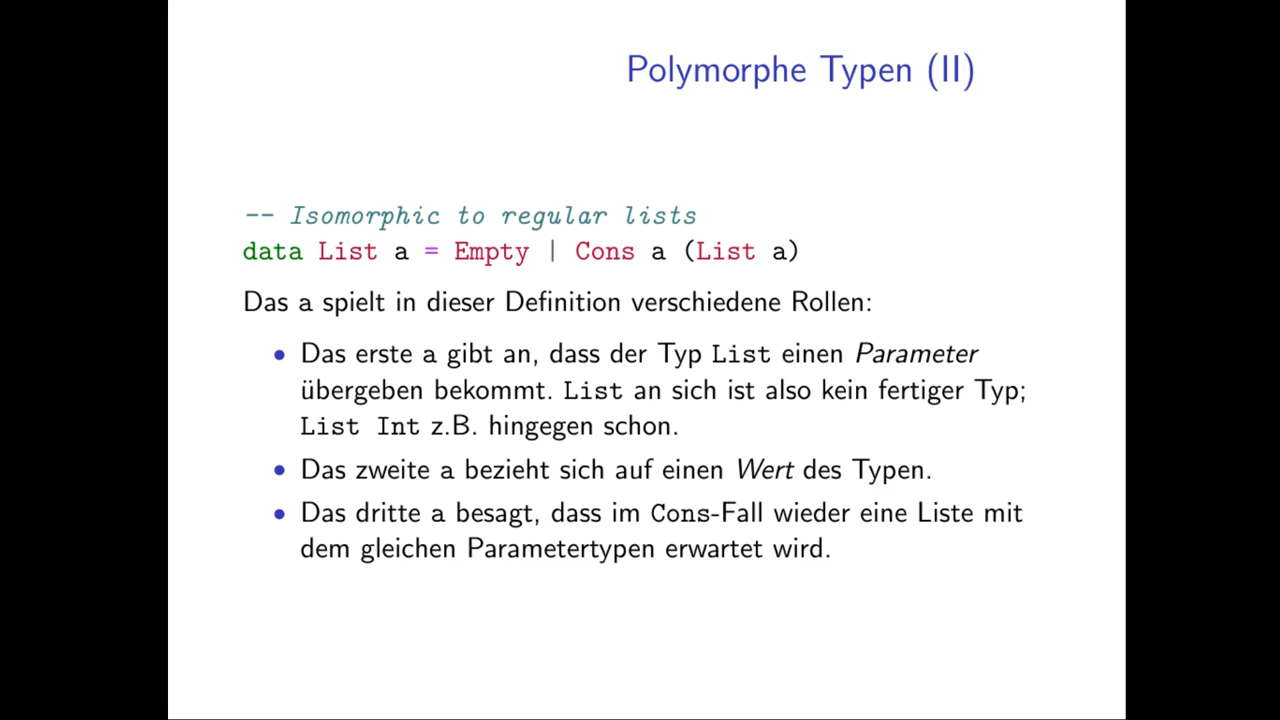 Polymorphe Typen (II)
-- Isomorphic to regular lists
data List a = Empty | Cons a (List a)
Das a spielt in dieser Definition verschiedene Rollen:
• Das erste a gibt an, dass der Typ List einen Parameter
übergeben bekommt. List an sich ist also kein fertiger Typ;
List Int z.B. hingegen schon.
• Das zweite a bezieht sich auf einen Wert des Typen.
• Das dritte a besagt, dass im Cons-Fall wieder eine Liste mit
dem gleichen Parametertypen erwartet wird.